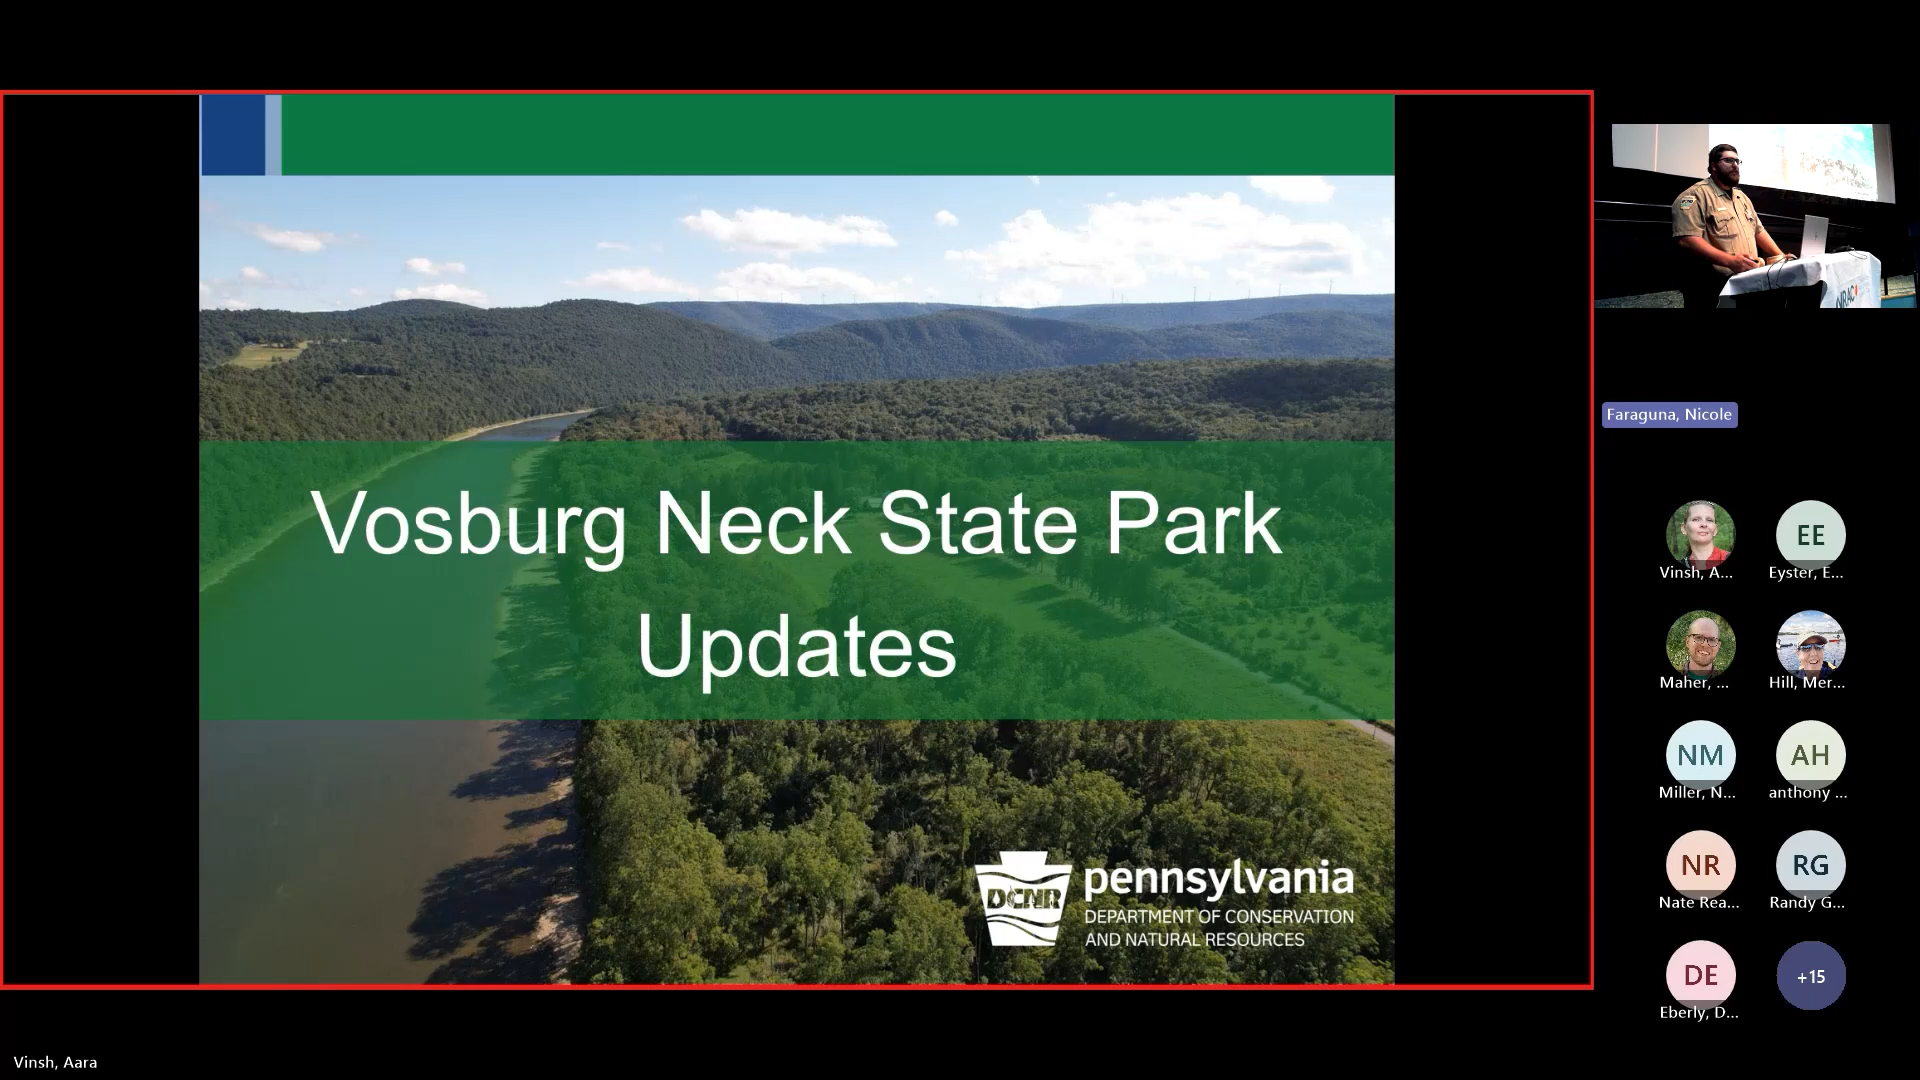 Vosburg Neck State Park
Updates
DCNR
pennsylvania
DEPARTMENT OF CONSERVATION
AND NATURAL RESOURCES
Faraguna, Nicole
Vinsh, A...
EE
Eyster, E...
Maher, ...
Hill, Mer...
NM
Miller, N...
AH
anthony ...
NR
Nate Rea...
RG
Randy G...
DE
Eberly, D...
+15
Vinsh, Aara